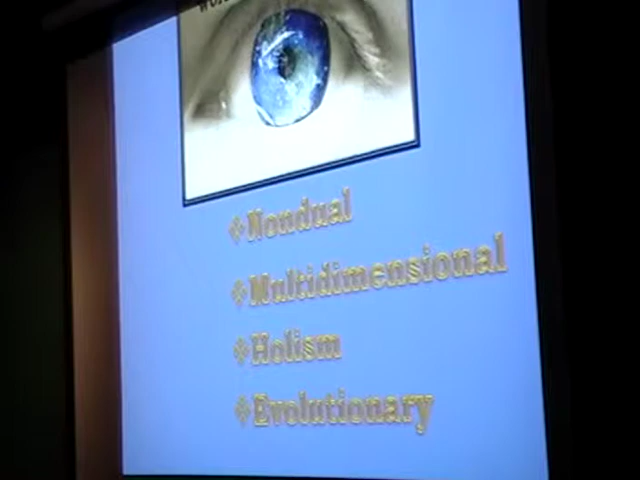 ❖Nondual
❖Multidimensional
❖Holism
❖Evolutionary